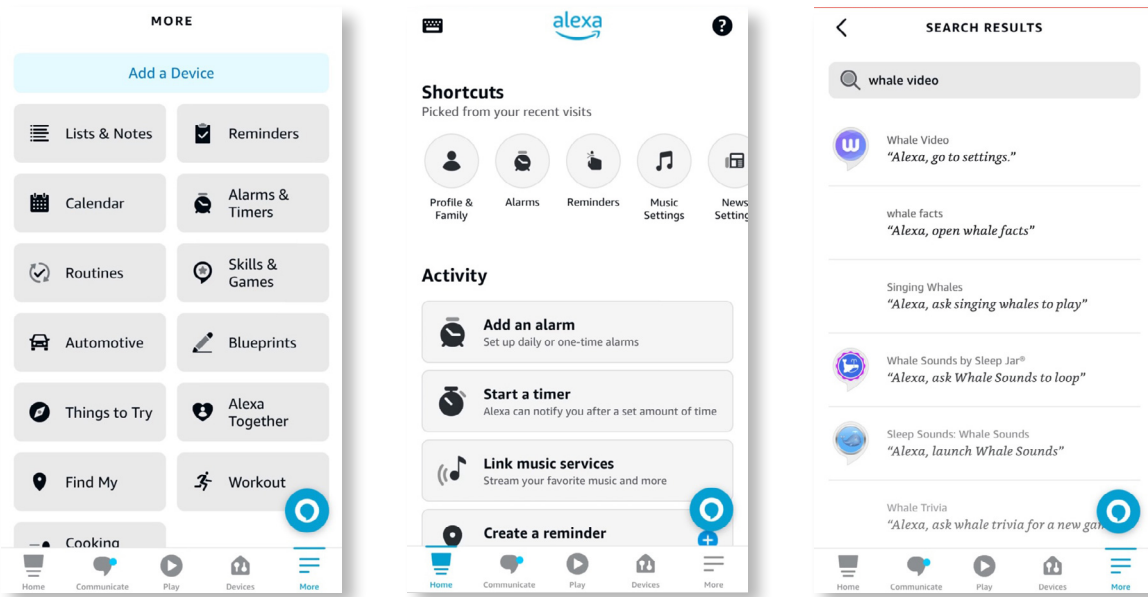 MORE
Add a Device
Lists & Notes
Reminders
Calendar
Alarms &
Timers
Routines
Skills &
Games
Automotive
Blueprints
Things to Try
Alexa
Together
Find My
Workout
Cooking
Home
Communicate
Play
Devices
More
alexa
?
Shortcuts
Picked from your recent visits
Profile &
Family
Alarms
Reminders
Music
Settings
News
Setting
Activity
Add an alarm
Set up daily or one-time alarms
Start a timer
Alexa can notify you after a set amount of time
Link music services
Stream your favorite music and more
Create a reminder
Home
Communicate
Play
Devices
More
SEARCH RESULTS
whale video
w
Whale Video
“Alexa, go to settings.”
whale facts
“Alexa, open whale facts”
Singing Whales
“Alexa, ask singing whales to play”
Whale Sounds by Sleep Jar®
“Alexa, ask Whale Sounds to loop”
Sleep Sounds: Whale Sounds
“Alexa, launch Whale Sounds”
Whale Trivia
“Alexa, ask whale trivia for a new gam
Home
Communicate
Play
Devices
More